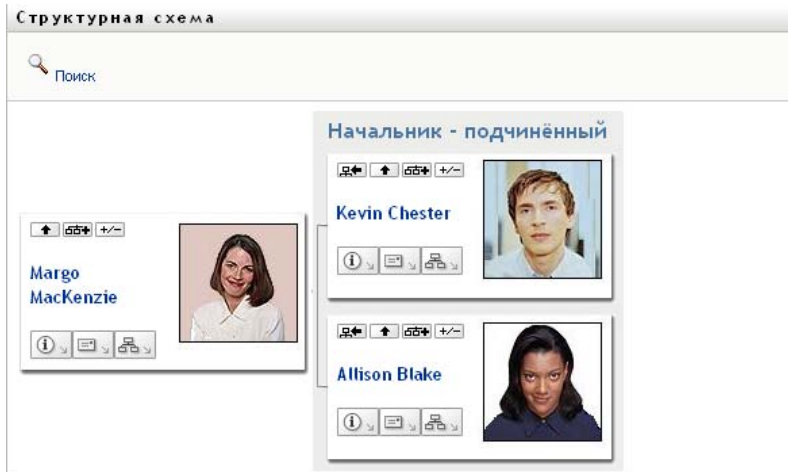 Структурная схема
Поиск
Начальник - подчинённый
+/-
Kevin Chester
+/-
Margo
MacKenzie
+/-
Allison Blake